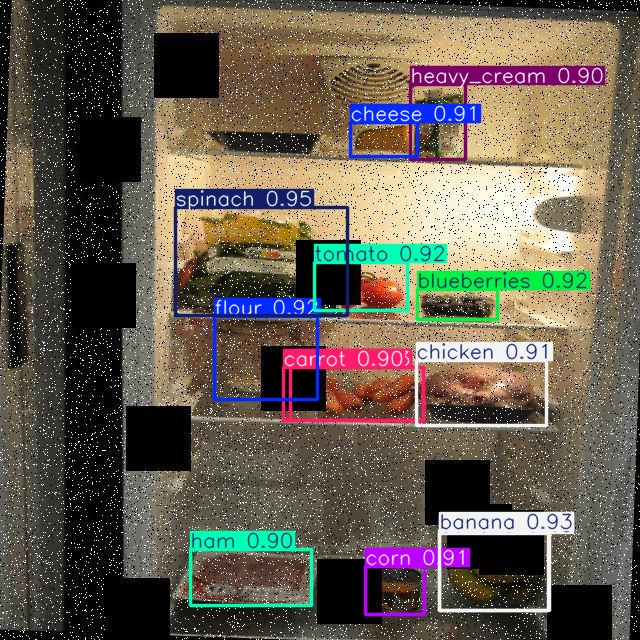 heavy_cream 0.90
cheese 0.91
spinach 0.95
tomato 0.92
blueberries 0.92
flour 0.92
carrot 0.90
chicken 0.91
banana 0.93
ham 0.90
corn 0.91